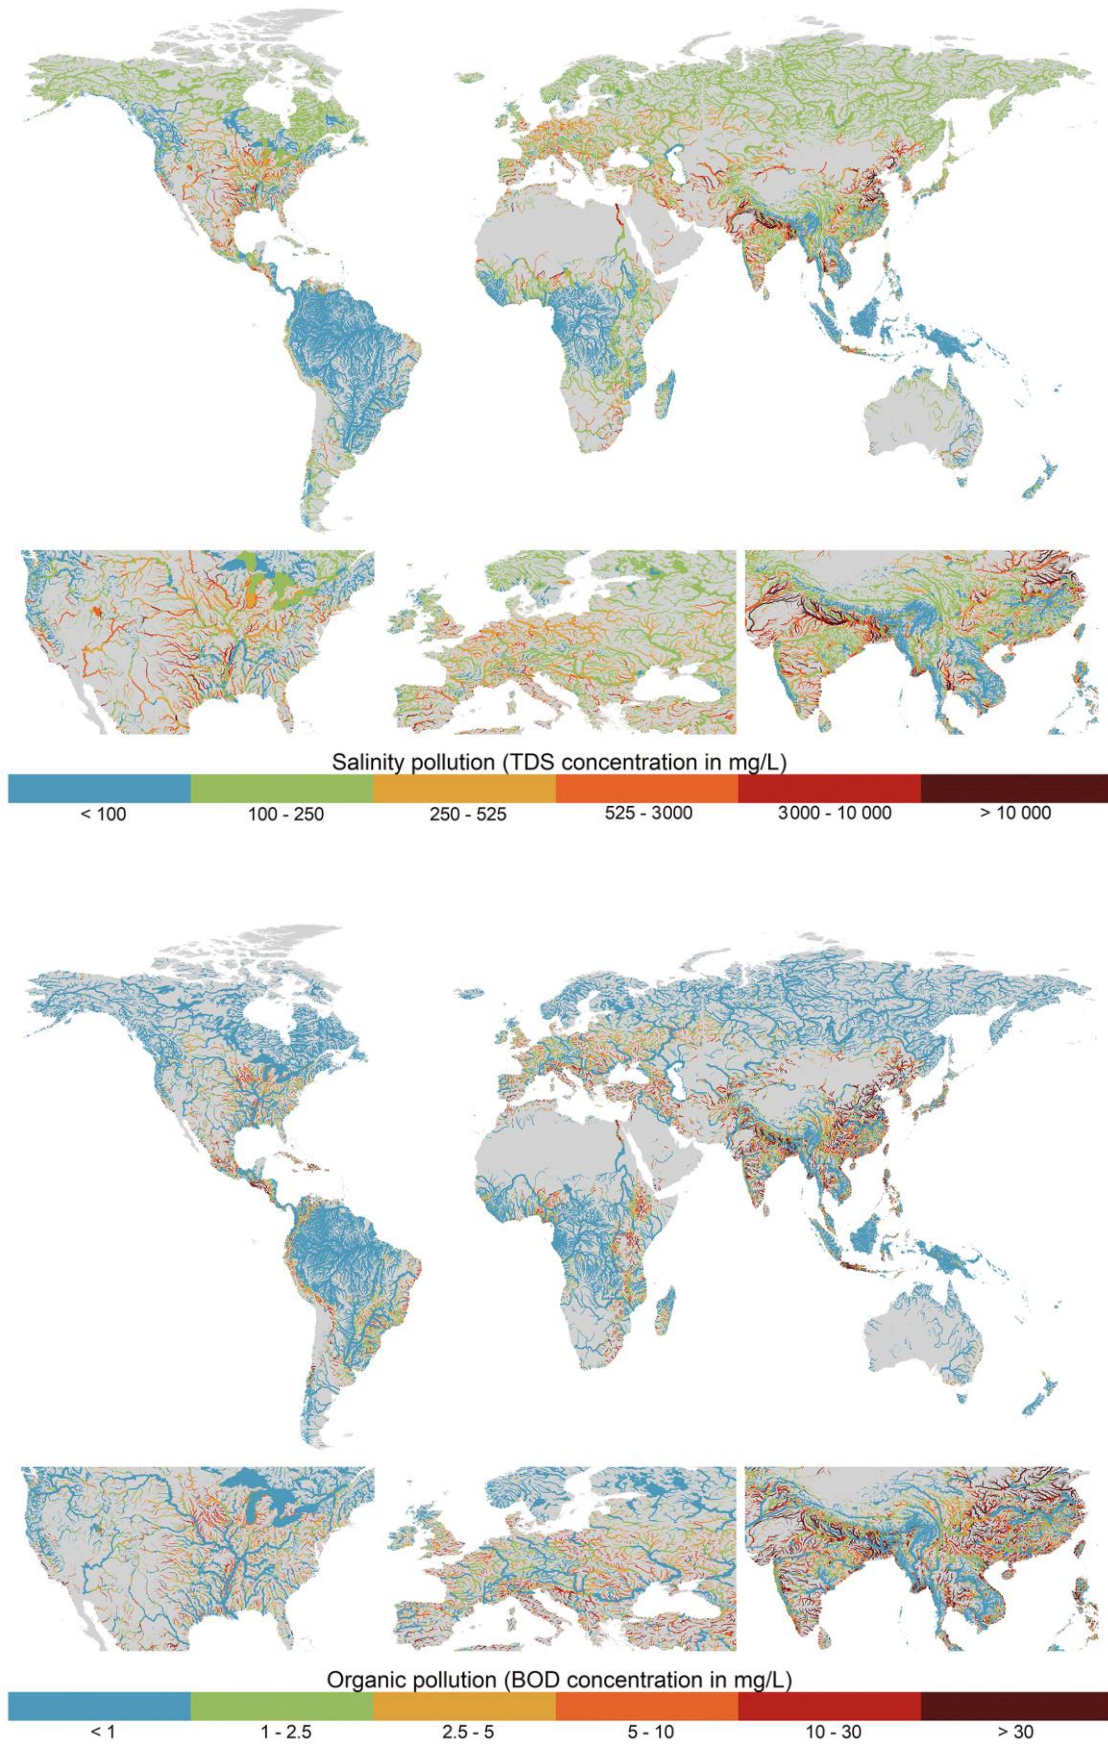 Salinity pollution (TDS concentration in mg/L)
< 100 100 - 250 250 - 525 525 - 3000 3000 - 10 000 > 10 000
Organic pollution (BOD concentration in mg/L)
< 1 1 - 2.5 2.5 - 5 5 - 10 10 - 30 > 30